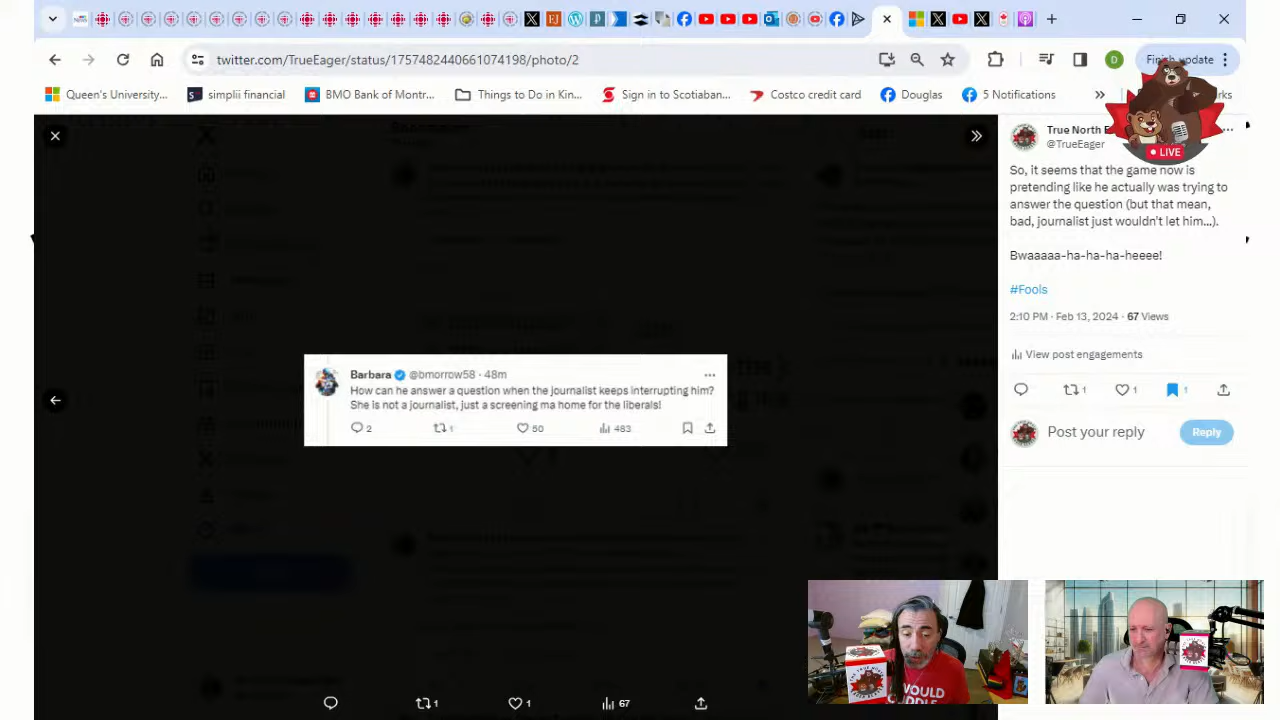 twitter.com/TrueEager/status/1757482440661074198/photo/2
Finish update
Queen's University...
simplii financial
BMO Bank of Montr...
Things to Do in Kin...
Sign in to Scotiaban...
Costco credit card
Douglas
5 Notifications
LIVE
True North
@TrueEager
So, it seems that the game now is
pretending like he actually was trying to
answer the question (but that mean,
bad, journalist just wouldn't let him...).
Bwaaaaa-ha-ha-ha-heeee!
#Fools
2:10 PM · Feb 13, 2024 · 67 Views
View post engagements
1
1
1
Post your reply
Reply
Barbara @bmorrow58 · 48m
How can he answer a question when the journalist keeps interrupting him?
She is not a journalist, just a screening ma home for the liberals!
2
1
50
483
1
1
67
WOULD